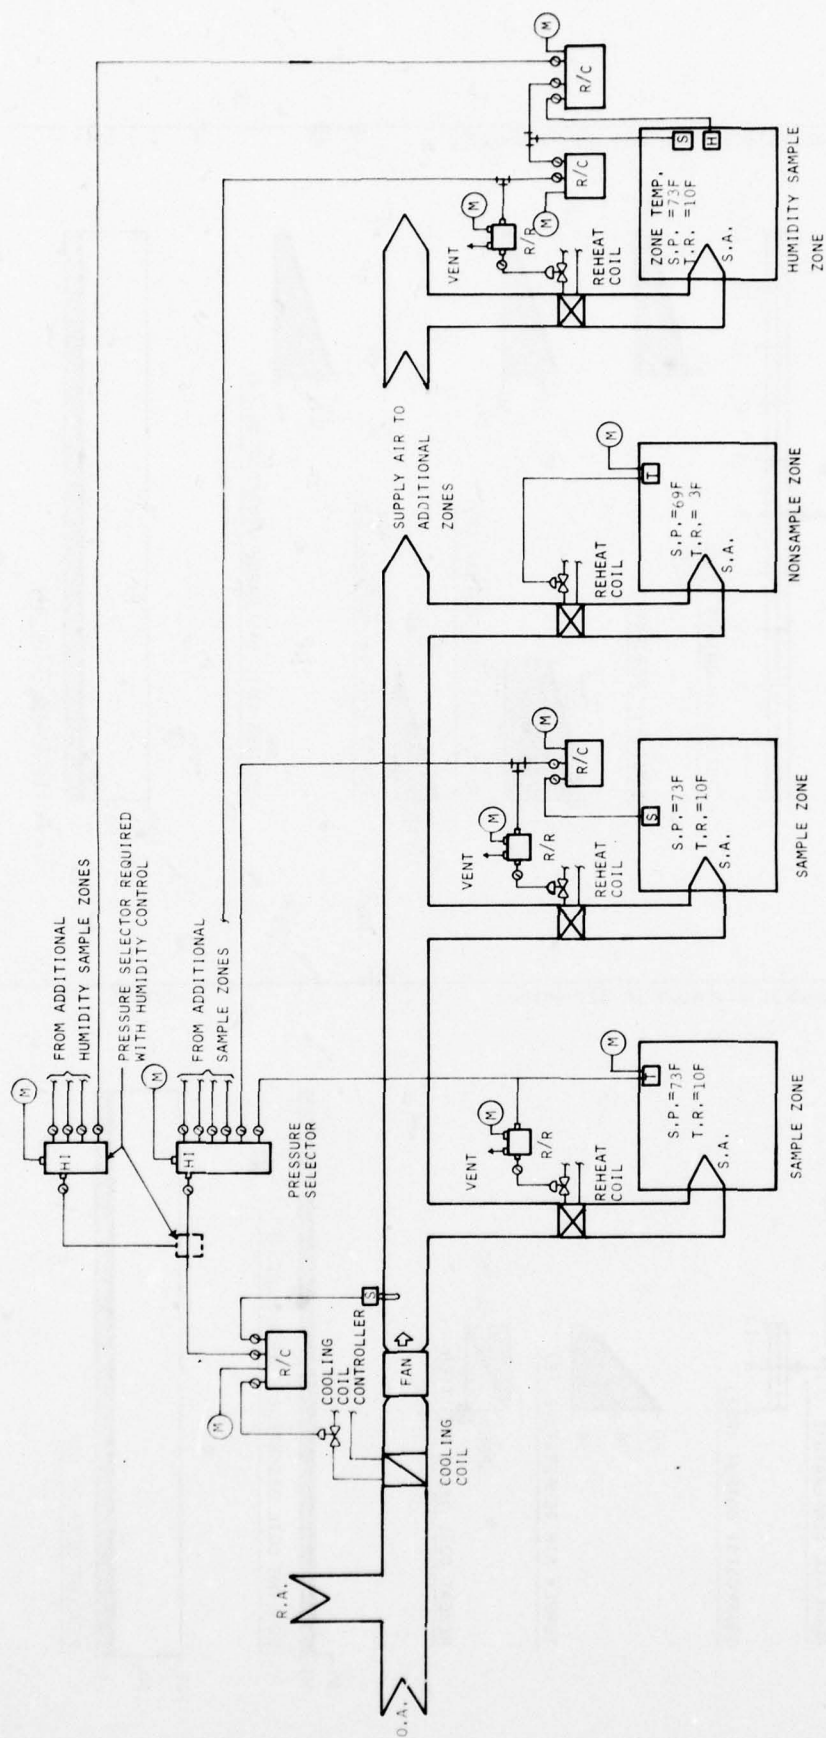 FROM ADDITIONAL
HUMIDITY SAMPLE ZONES
PRESSURE SELECTOR REQUIRED
WITH HUMIDITY CONTROL
FROM ADDITIONAL
SAMPLE ZONES
M
HI
M
HI
PRESSURE
SELECTOR
M
R/C
S
COOLING
COIL
CONTROLLER
R.A.
O.A.
COOLING
COIL
FAN
SUPPLY AIR TO
ADDITIONAL
ZONES
VENT
M
R/R
REHEAT
COIL
M
T
S.P.=73F
T.R.=10F
S.A.
SAMPLE ZONE
VENT
M
R/R
REHEAT
COIL
M
R/C
S
S.P.=73F
T.R.=10F
S.A.
SAMPLE ZONE
REHEAT
COIL
M
T
S.P.=69F
T.R.= 3F
S.A.
NONSAMPLE ZONE
VENT
M
R/R
REHEAT
COIL
M
R/C
M
R/C
S
H
ZONE TEMP.
S.P. =73F
T.R. =10F
S.A.
HUMIDITY SAMPLE
ZONE